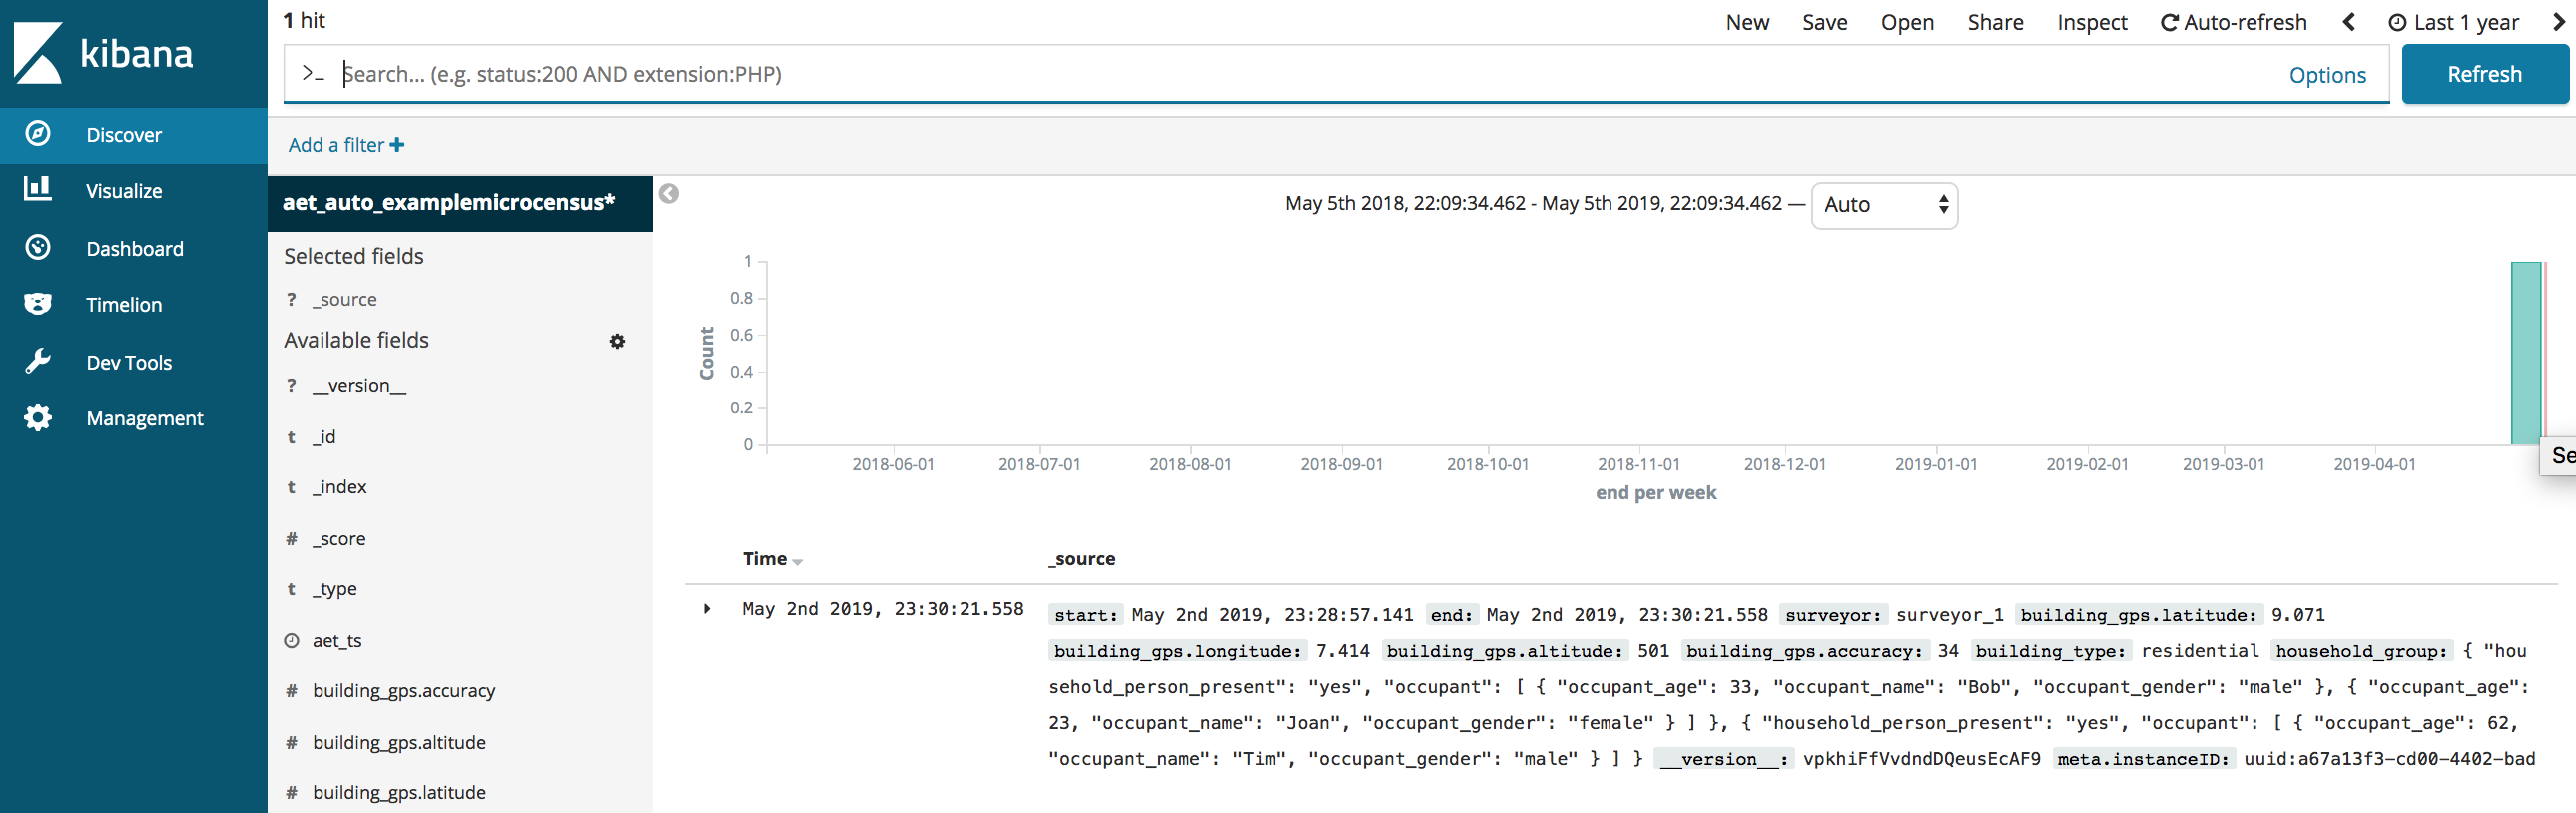 kibana
Discover
Visualize
Dashboard
Timelion
Dev Tools
Management
1 hit
New Save Open Share Inspect Auto-refresh Last 1 year
>_ Search... (e.g. status:200 AND extension:PHP) Options Refresh
Add a filter +
aet_auto_examplemicrocensus*
Selected fields
? _source
Available fields
? __version__
t _id
t _index
# _score
t _type
aet_ts
# building_gps.accuracy
# building_gps.altitude
# building_gps.latitude
May 5th 2018, 22:09:34.462 - May 5th 2019, 22:09:34.462 — Auto
Count
1
0.8
0.6
0.4
0.2
0
2018-06-01 2018-07-01 2018-08-01 2018-09-01 2018-10-01 2018-11-01 2018-12-01 2019-01-01 2019-02-01 2019-03-01 2019-04-01
end per week
Se
Time _source
May 2nd 2019, 23:30:21.558 start: May 2nd 2019, 23:28:57.141 end: May 2nd 2019, 23:30:21.558 surveyor: surveyor_1 building_gps.latitude: 9.071
building_gps.longitude: 7.414 building_gps.altitude: 501 building_gps.accuracy: 34 building_type: residential household_group: { "hou
sehold_person_present": "yes", "occupant": [ { "occupant_age": 33, "occupant_name": "Bob", "occupant_gender": "male" }, { "occupant_age":
23, "occupant_name": "Joan", "occupant_gender": "female" } ] }, { "household_person_present": "yes", "occupant": [ { "occupant_age": 62,
"occupant_name": "Tim", "occupant_gender": "male" } ] } __version__: vpkhiFfVvdndDQeusEcAF9 meta.instanceID: uuid:a67a13f3-cd00-4402-bad